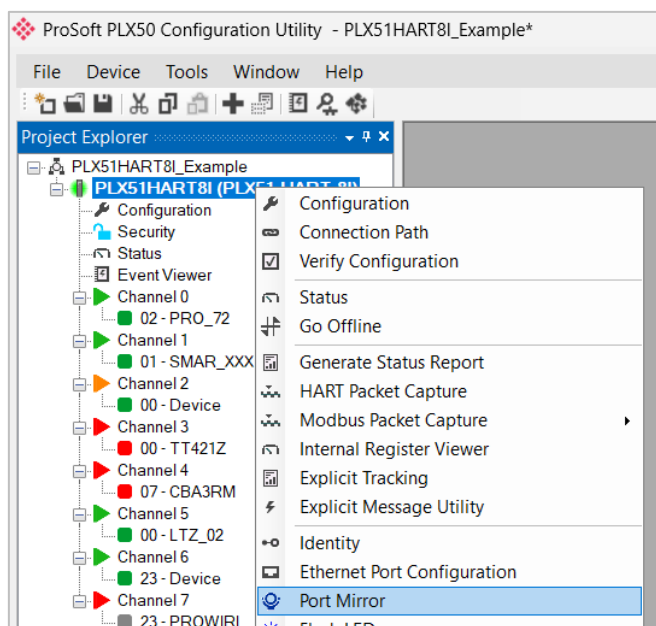 ProSoft PLX50 Configuration Utility - PLX51HART8I_Example*
File Device Tools Window Help
Project Explorer
PLX51HART8I_Example
PLX51HART8I (PLX51-HART-8I)
Configuration
Security
Status
Event Viewer
Channel 0
02 - PRO_72
Channel 1
01 - SMAR_XXX
Channel 2
00 - Device
Channel 3
00 - TT421Z
Channel 4
07 - CBA3RM
Channel 5
00 - LTZ_02
Channel 6
23 - Device
Channel 7
23 - PROWIRL
Configuration
Connection Path
Verify Configuration
Status
Go Offline
Generate Status Report
HART Packet Capture
Modbus Packet Capture
Internal Register Viewer
Explicit Tracking
Explicit Message Utility
Identity
Ethernet Port Configuration
Port Mirror